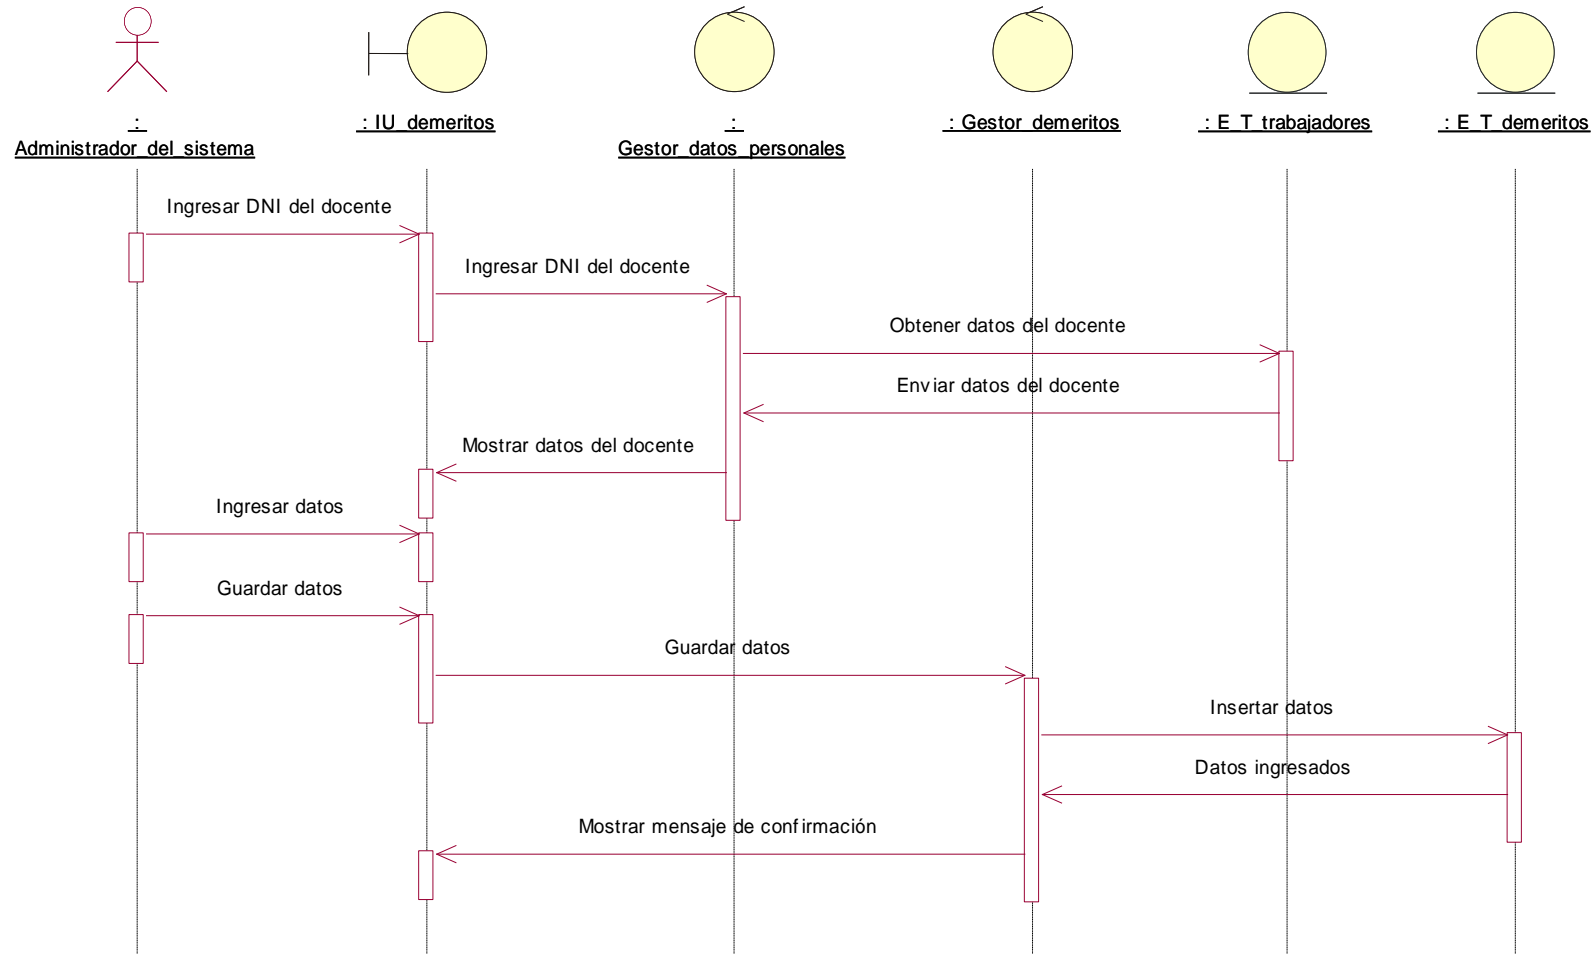 :
Administrador_del_sistema
: IU_demeritos
:
Gestor_datos_personales
: Gestor_demeritos
: E_T_trabajadores
: E_T_demeritos
Ingresar DNI del docente
Ingresar DNI del docente
Obtener datos del docente
Enviar datos del docente
Mostrar datos del docente
Ingresar datos
Guardar datos
Guardar datos
Insertar datos
Datos ingresados
Mostrar mensaje de confirmación